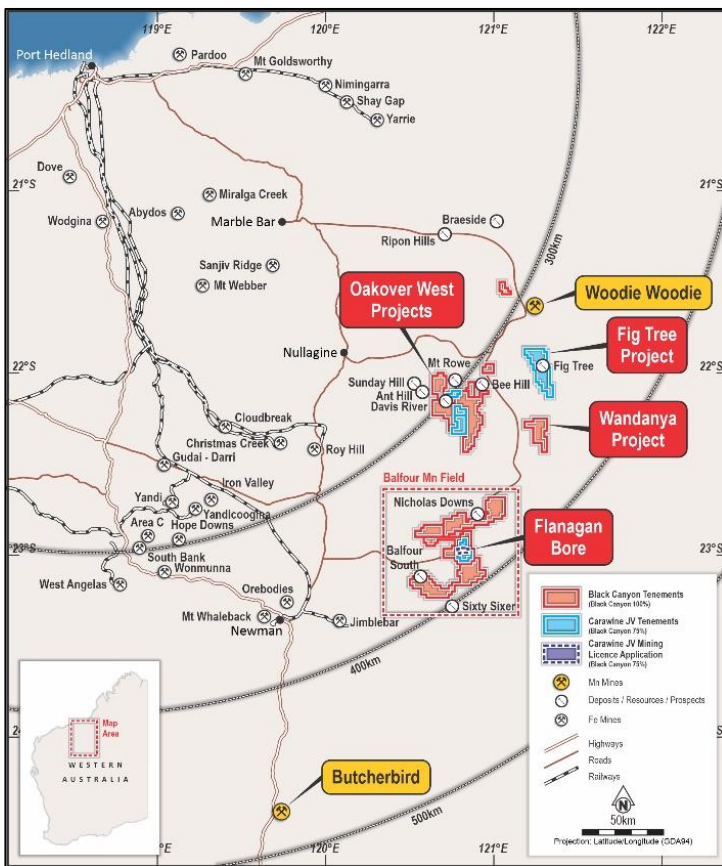 119°E
120°E
121°E
122°E
Port Hedland
Pardoo
Mt Goldsworthy
Nimingarra
Shay Gap
Yarrie
Dove
21°S
21°S
Miralga Creek
Abydos
Wodgina
Marble Bar
Braeside
Ripon Hills
300km
Sanjiv Ridge
Mt Webber
Oakover West
Projects
Woodie Woodie
Fig Tree
Project
Nullagine
22°S
22°S
Mt Rowe
Fig Tree
Sunday Hill
Bee Hill
Ant Hill
Davis River
Cloudbreak
Wandanya
Project
Christmas Creek
Roy Hill
Gudai - Darri
Iron Valley
Balfour Mn Field
Yandi
Yandicoogina
Nicholas Downs
Area C
Hope Downs
Flanagan
Bore
23°S
23°S
South Bank
Balfour
South
West Angelas
Wonmunna
Orebodies
Sixty Sixer
Mt Whaleback
Jimblebar
Newman
400km
Black Canyon Tenements
(Black Canyon 100%)
Carawine JV Tenements
(Black Canyon 75%)
Carawine JV Mining
Licence Application
(Black Canyon 75%)
Mn Mines
Deposits / Resources / Prospects
Fe Mines
Highways
Roads
Railways
N
50km
Projection: Latitude/Longitude (GDA94)
Map
Area
WESTERN
AUSTRALIA
24°S
Butcherbird
500km
119°E
120°E
121°E